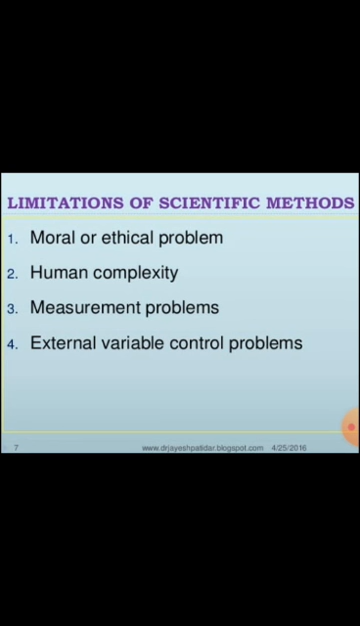 LIMITATIONS OF SCIENTIFIC METHODS
1. Moral or ethical problem
2. Human complexity
3. Measurement problems
4. External variable control problems
7 www.drjayeshpatidar.blogspot.com 4/25/2016